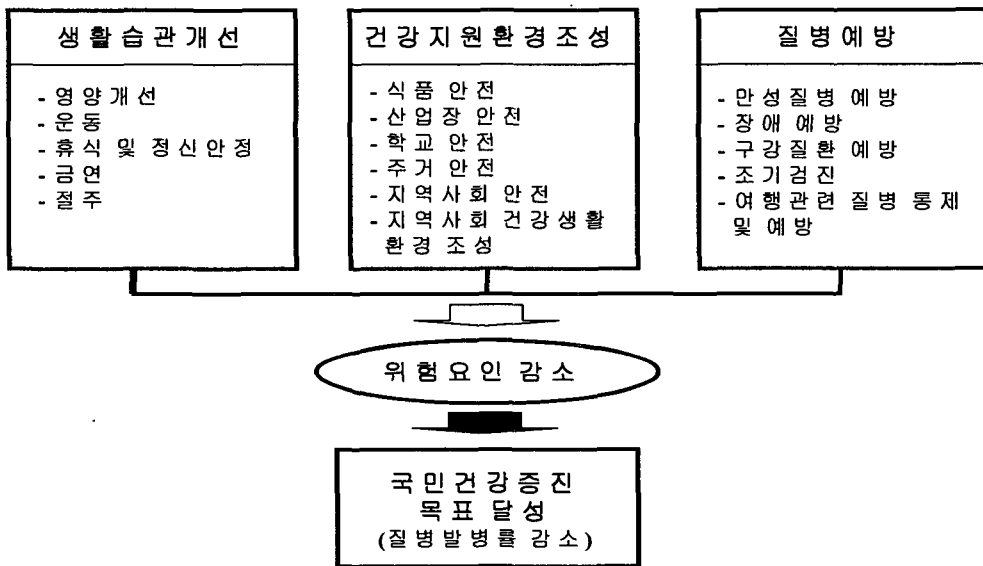 생활습관개선
- 영양개선
- 운동
- 휴식 및 정신안정
- 금연
- 절주
건강지원환경조성
- 식품 안전
- 산업장 안전
- 학교 안전
- 주거 안전
- 지역사회 안전
- 지역사회 건강생활
환경 조성
질병예방
- 만성질병 예방
- 장애 예방
- 구강질환 예방
- 조기검진
- 여행관련 질병 통제
및 예방
위험요인 감소
국민건강증진
목표 달성
(질병발병률 감소)